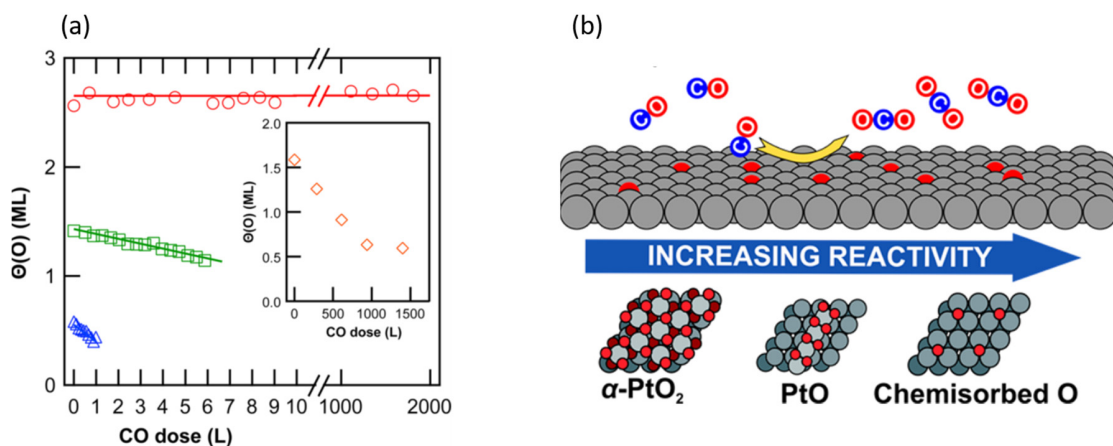 (a)
3
2
1
0
Θ(O) (ML)
0 1 2 3 4 5 6 7 8 9 10 1000 2000
CO dose (L)
2.0
1.5
1.0
0.5
0.0
Θ(O) (ML)
0 500 1000 1500
CO dose (L)
(b)
C C C C C
INCREASING REACTIVITY
α-PtO₂ PtO Chemisorbed O